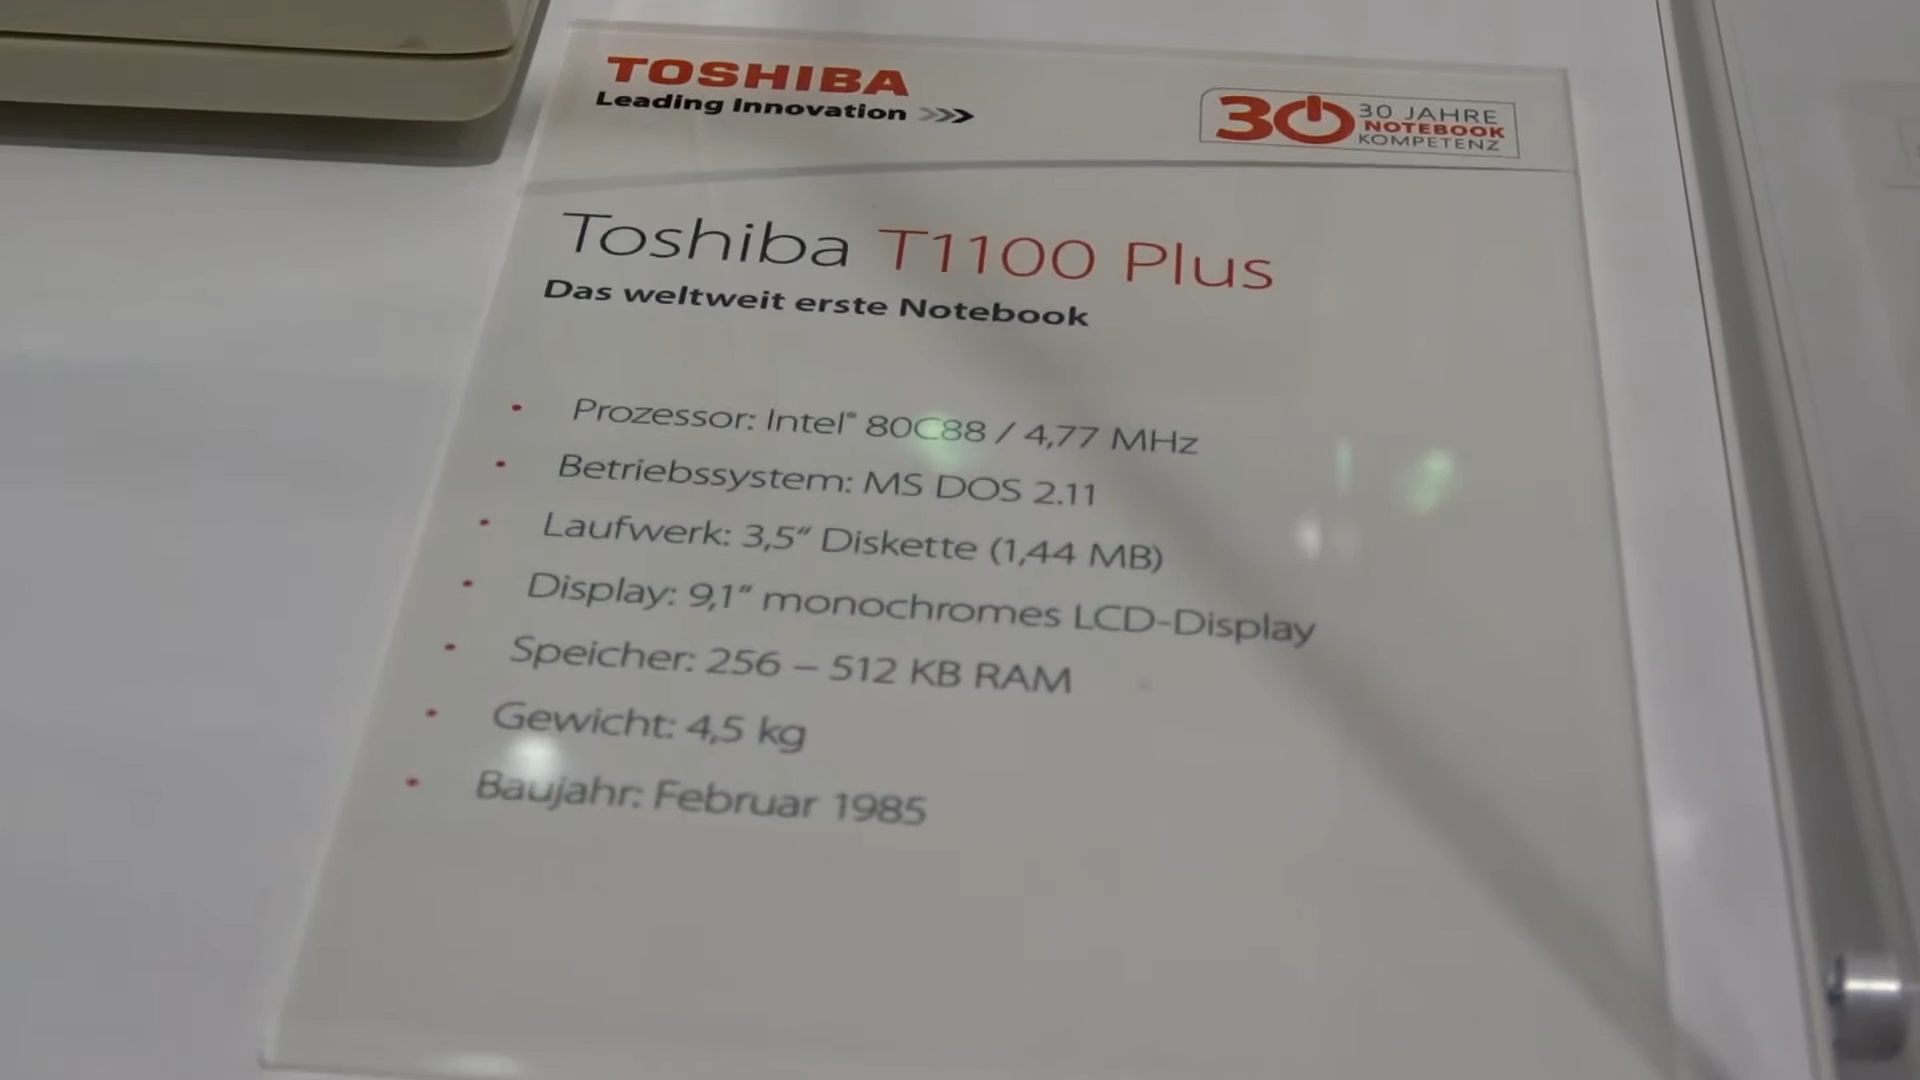 TOSHIBA
Leading Innovation >>>
30 JAHRE
NOTEBOOK
KOMPETENZ
Toshiba T1100 Plus
Das weltweit erste Notebook
• Prozessor: Intel® 80C88 / 4,77 MHz
• Betriebssystem: MS DOS 2.11
• Laufwerk: 3,5“ Diskette (1,44 MB)
• Display: 9,1“ monochromes LCD-Display
• Speicher: 256 – 512 KB RAM
• Gewicht: 4,5 kg
• Baujahr: Februar 1985